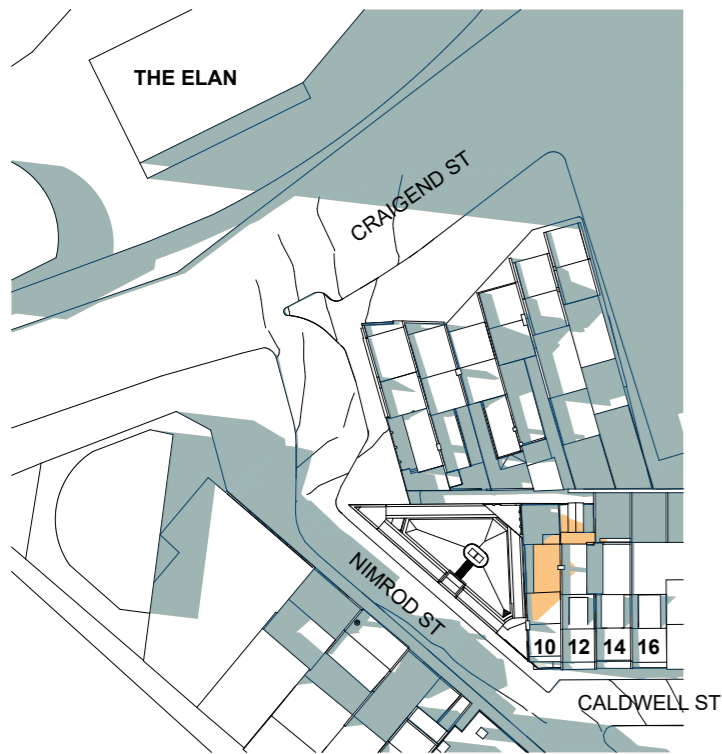 THE ELAN
CRAIGEND ST
NIMROD ST
10 12 14 16
CALDWELL ST